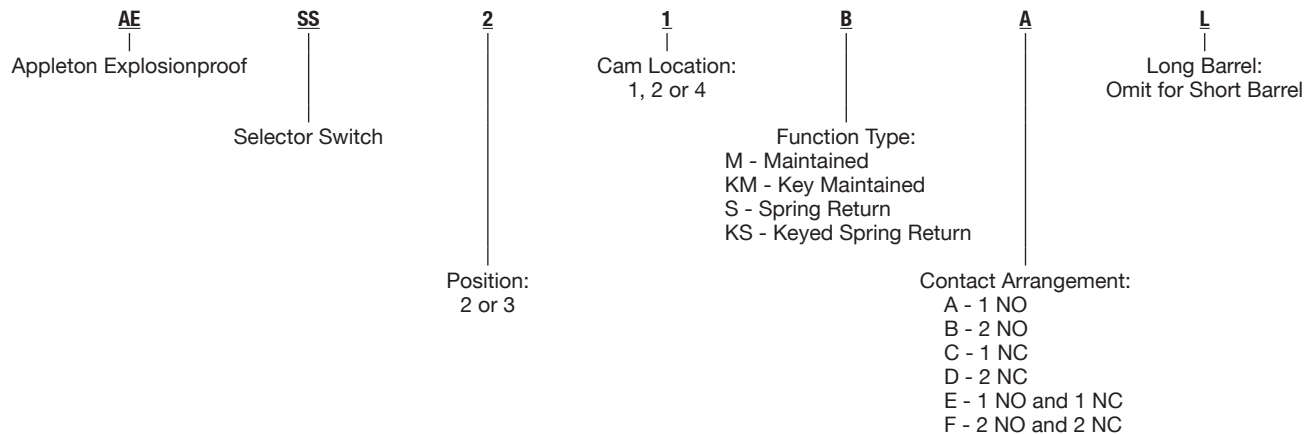 AE SS 2 1 B A L
Appleton Explosionproof
Selector Switch
Position:
2 or 3
Cam Location:
1, 2 or 4
Function Type:
M - Maintained
KM - Key Maintained
S - Spring Return
KS - Keyed Spring Return
Contact Arrangement:
A - 1 NO
B - 2 NO
C - 1 NC
D - 2 NC
E - 1 NO and 1 NC
F - 2 NO and 2 NC
Long Barrel:
Omit for Short Barrel